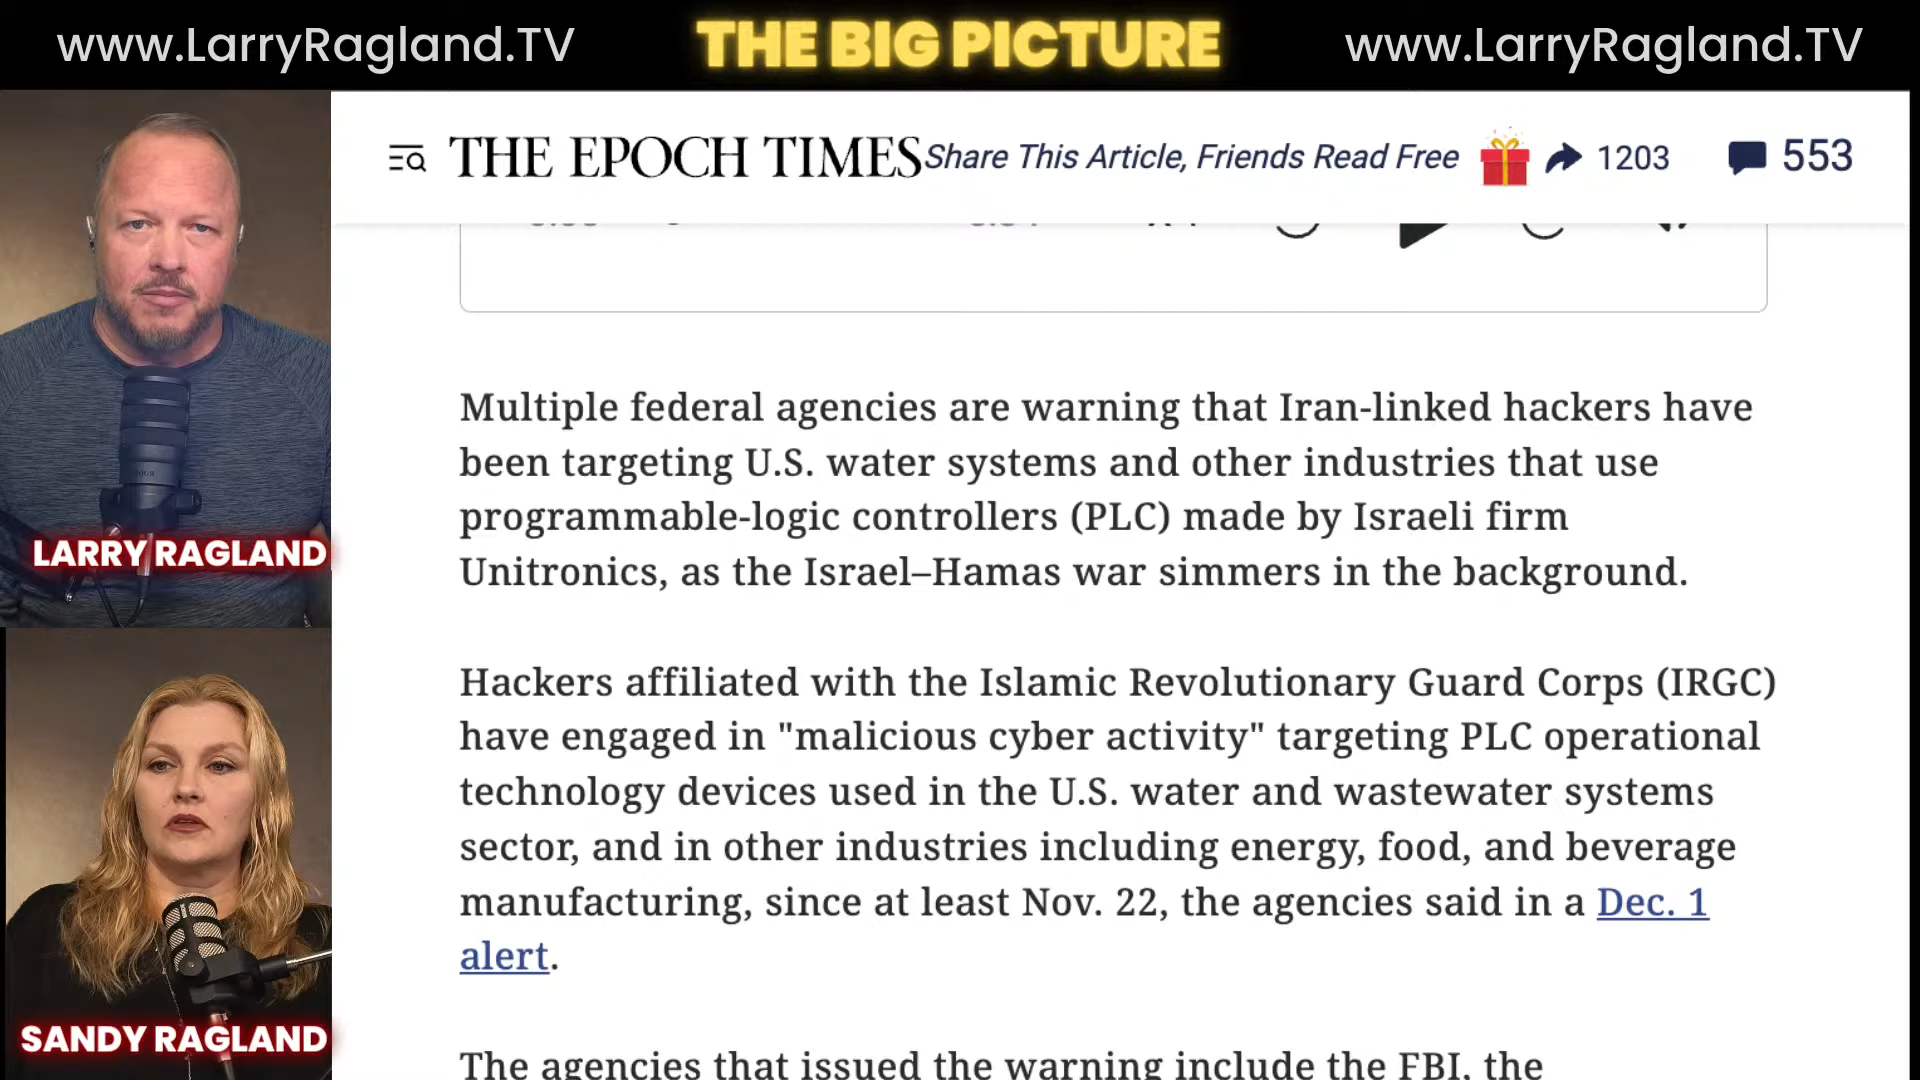 www.LarryRagland.TV
THE BIG PICTURE
www.LarryRagland.TV
THE EPOCH TIMES
Share This Article, Friends Read Free
1203
553
Multiple federal agencies are warning that Iran-linked hackers have
been targeting U.S. water systems and other industries that use
programmable-logic controllers (PLC) made by Israeli firm
Unitronics, as the Israel–Hamas war simmers in the background.
Hackers affiliated with the Islamic Revolutionary Guard Corps (IRGC)
have engaged in "malicious cyber activity" targeting PLC operational
technology devices used in the U.S. water and wastewater systems
sector, and in other industries including energy, food, and beverage
manufacturing, since at least Nov. 22, the agencies said in a Dec. 1
alert.
The agencies that issued the warning include the FBI, the
LARRY RAGLAND
SANDY RAGLAND